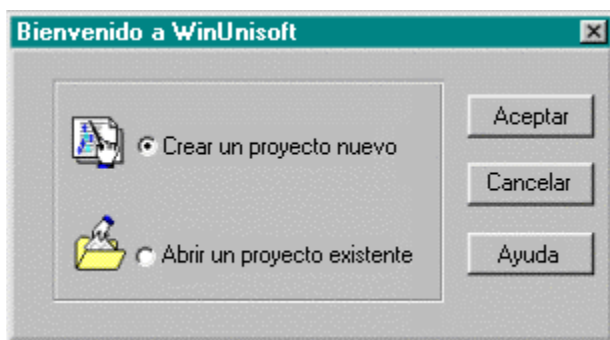 Bienvenido a WinUnisoft
Crear un proyecto nuevo
Abrir un proyecto existente
Aceptar
Cancelar
Ayuda